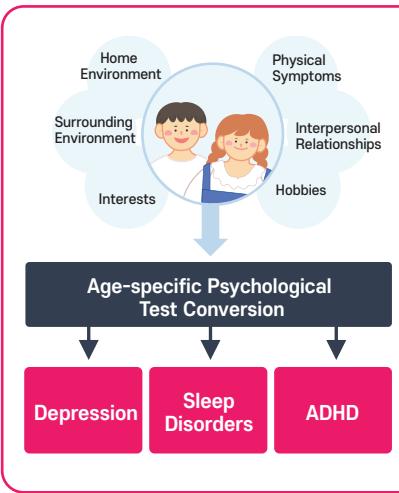 Home
Environment
Physical
Symptoms
Surrounding
Environment
Interpersonal
Relationships
Interests
Hobbies
Age-specific Psychological
Test Conversion
Depression
Sleep
Disorders
ADHD